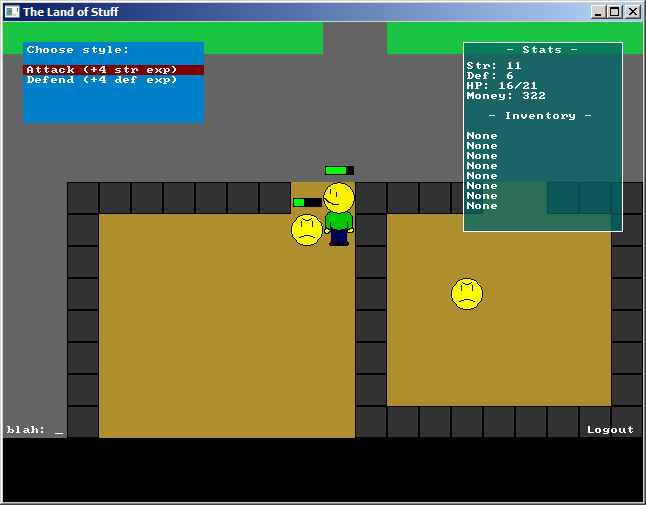 The Land of Stuff
Choose style:
Attack (+4 str exp)
Defend (+4 def exp)
- Stats -
Str: 11
Def: 6
HP: 16/21
Money: 322
- Inventory -
None
None
None
None
None
None
None
None
blah: _
Logout